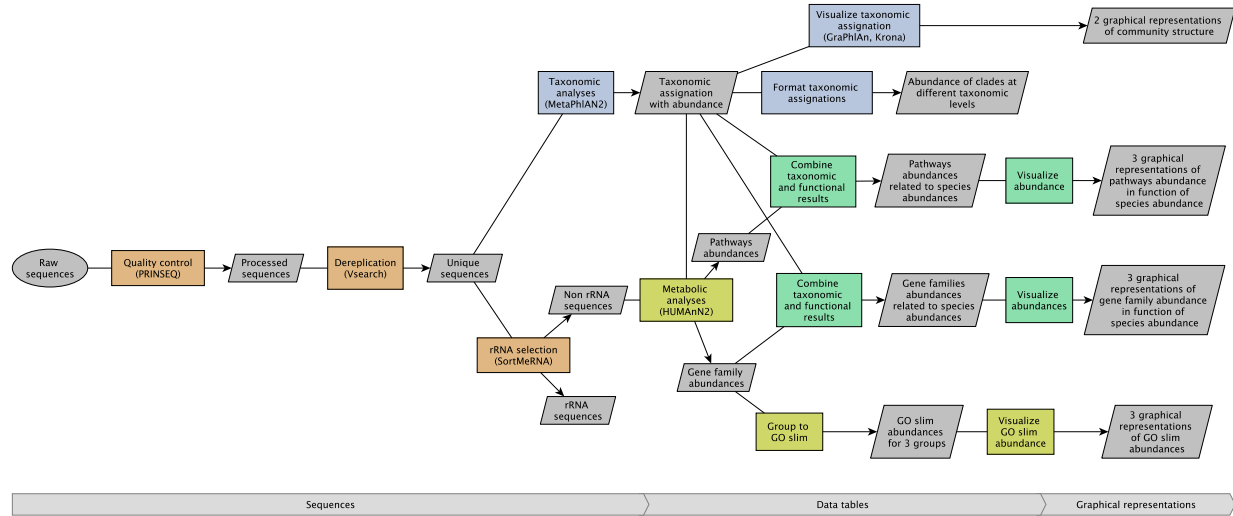 Visualize taxonomic
assignation
(GraPhlAn, Krona)
2 graphical representations
of community structure
Taxonomic
analyses
(MetaPhlAN2)
Taxonomic
assignation
with abundance
Format taxonomic
assignations
Abundance of clades at
different taxonomic
levels
Combine
taxonomic
and functional
results
Pathways
abundances
related to species
abundances
Visualize
abundance
3 graphical
representations of
pathways abundance
in function of
species abundance
Raw
sequences
Quality control
(PRINSEQ)
Processed
sequences
Dereplication
(Vsearch)
Unique
sequences
Pathways
abundances
Non rRNA
sequences
Metabolic
analyses
(HUMAnN2)
Combine
taxonomic
and functional
results
Gene families
abundances
related to species
abundances
Visualize
abundances
3 graphical
representations of
gene family abundance
in function of
species abundance
rRNA selection
(SortMeRNA)
Gene family
abundances
rRNA
sequences
Group to
GO slim
GO slim
abundances
for 3 groups
Visualize
GO slim
abundance
3 graphical
representations
of GO slim
abundances
Sequences
Data tables
Graphical representations